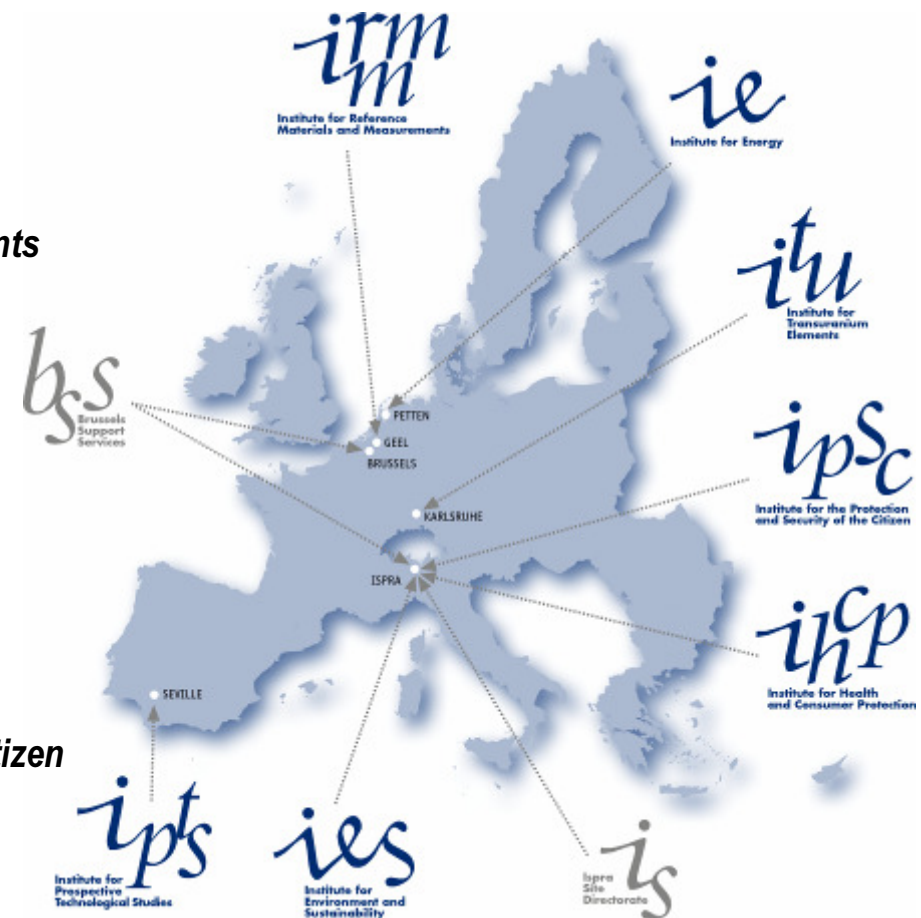 irmm
Institute for Reference
Materials and Measurements
ie
Institute for Energy
nts
itu
Institute for
Transuranium
Elements
bss
Brussels
Support
Services
PETTEN
GEEL
BRUSSELS
ipsc
Institute for the Protection
and Security of the Citizen
KARLSRUHE
ISPRA
ihcp
Institute for Health
and Consumer Protection
SEVILLE
tizen
ipts
Institute for
Prospective
Technological Studies
ies
Institute for
Environment and
Sustainability
is
Ispra
Site
Directorate